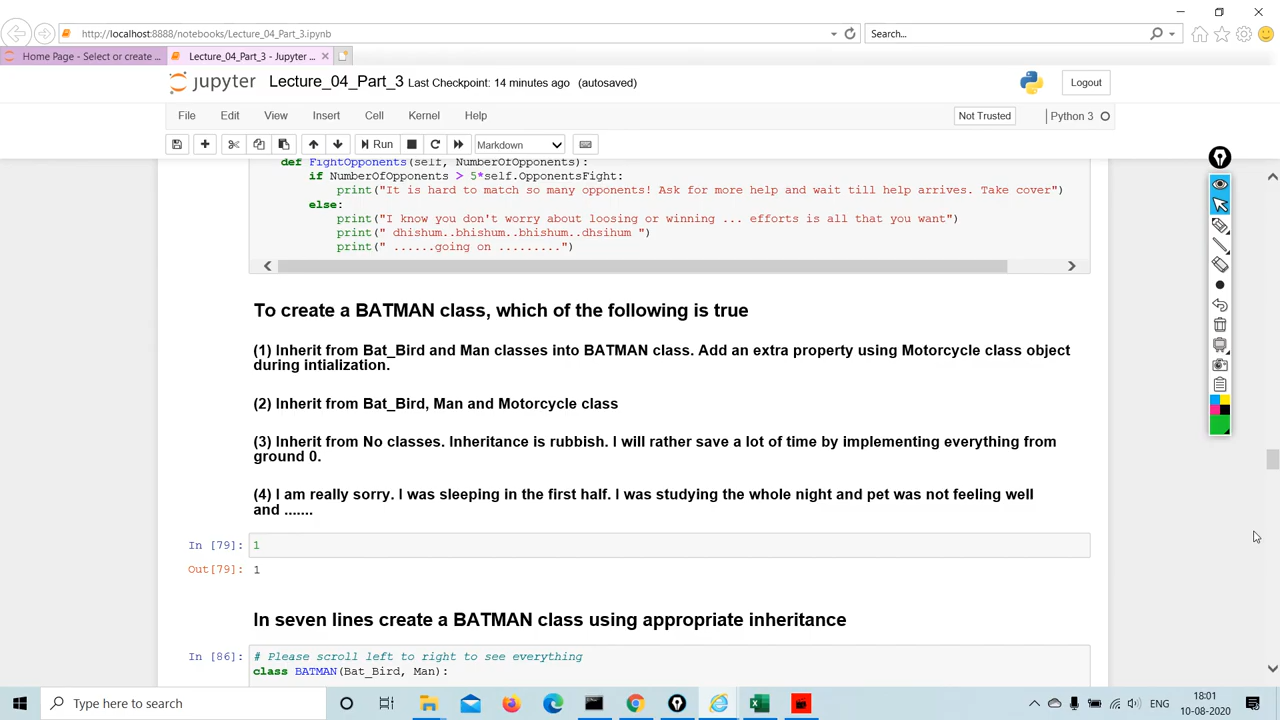 http://localhost:8888/notebooks/Lecture_04_Part_3.ipynb
Search...
Home Page - Select or create ...
Lecture_04_Part_3 - Jupyter ...
jupyter Lecture_04_Part_3 Last Checkpoint: 14 minutes ago (autosaved)
Logout
File Edit View Insert Cell Kernel Help
Not Trusted
Python 3
Run
Markdown
def FightOpponents(self, NumberOfOpponents):
if NumberOfOpponents > 5*self.OpponentsFight:
print("It is hard to match so many opponents! Ask for more help and wait till help arrives. Take cover")
else:
print("I know you don't worry about loosing or winning ... efforts is all that you want")
print(" dhishum..bhishum..bhishum..dhsihum ")
print(" ......going on .........")
To create a BATMAN class, which of the following is true
(1) Inherit from Bat_Bird and Man classes into BATMAN class. Add an extra property using Motorcycle class object
during intialization.
(2) Inherit from Bat_Bird, Man and Motorcycle class
(3) Inherit from No classes. Inheritance is rubbish. I will rather save a lot of time by implementing everything from
ground 0.
(4) I am really sorry. I was sleeping in the first half. I was studying the whole night and pet was not feeling well
and .......
In [79]: 1
Out[79]: 1
In seven lines create a BATMAN class using appropriate inheritance
In [86]: # Please scroll left to right to see everything
class BATMAN(Bat_Bird, Man):
Type here to search
ENG
18:01
10-08-2020